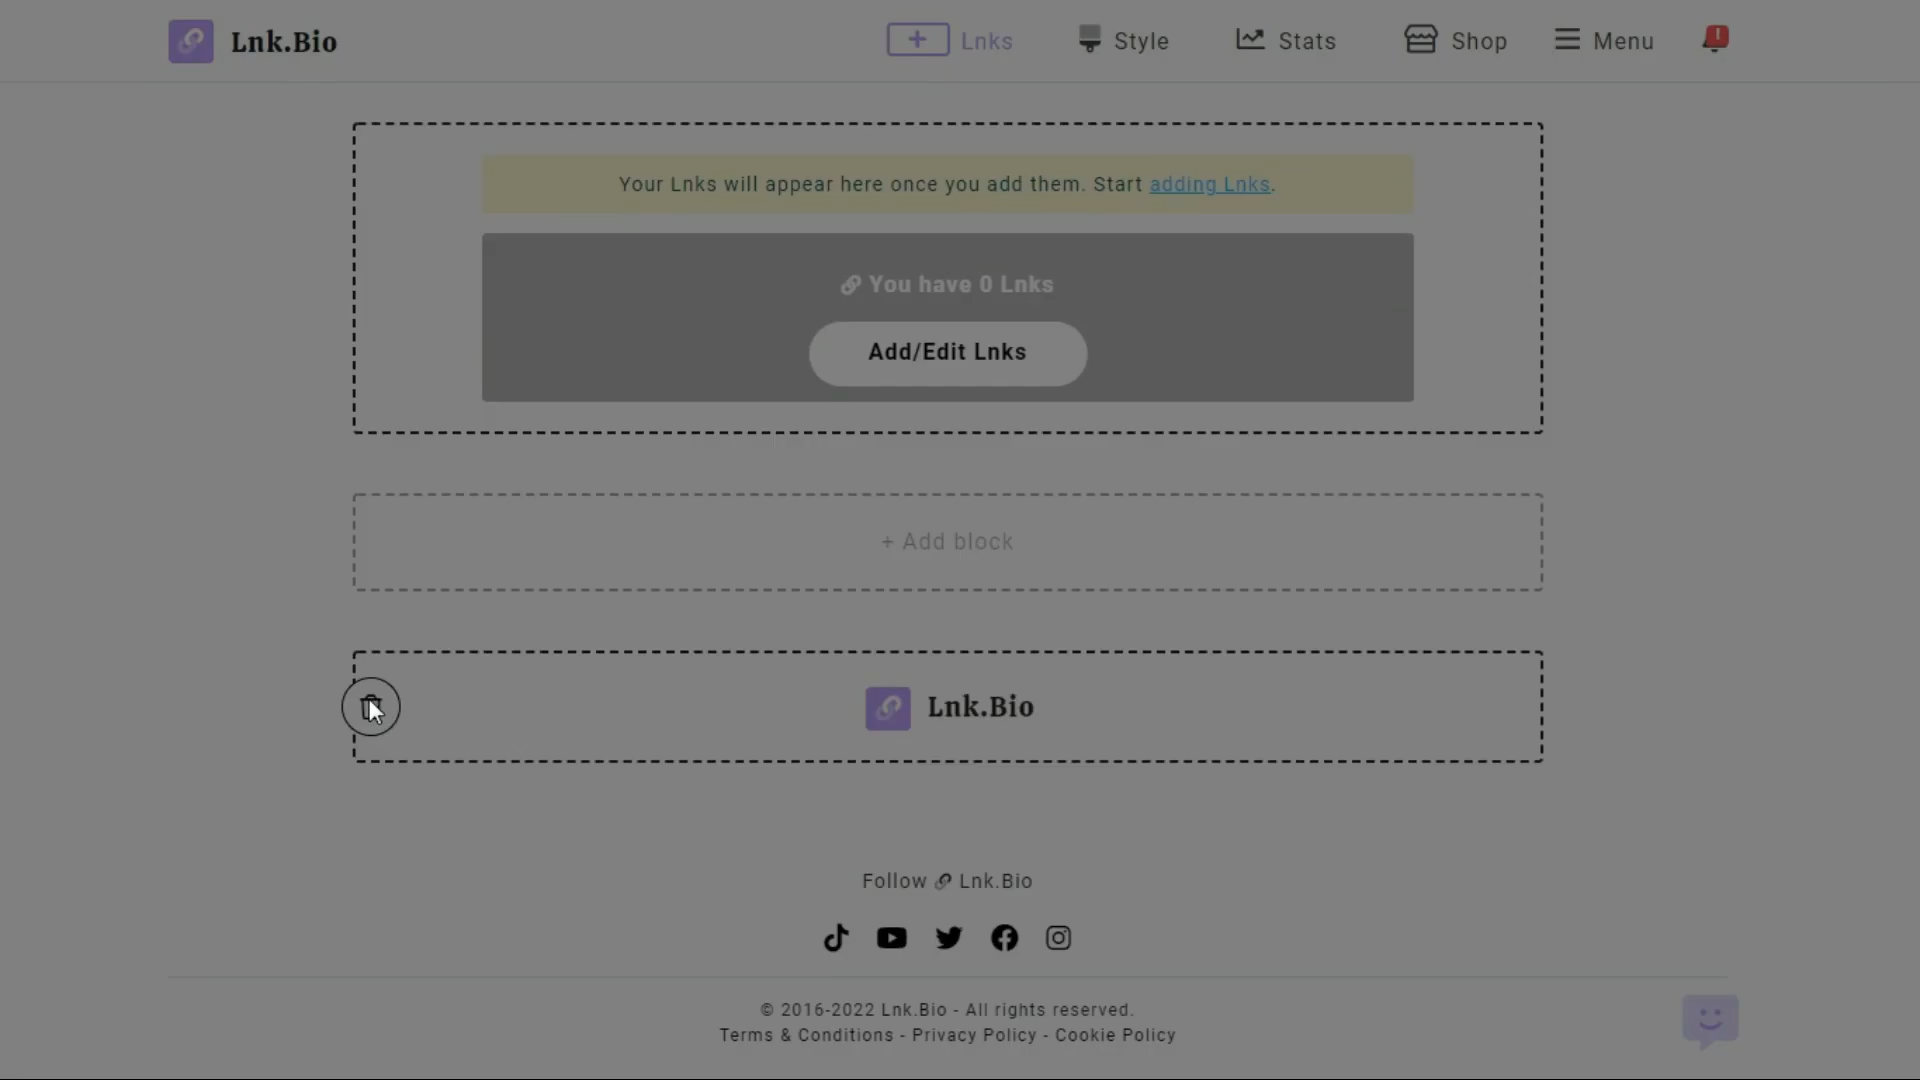 Lnk.Bio
+ Lnks
Style
Stats
Shop
Menu
!
Your Lnks will appear here once you add them. Start adding Lnks.
You have 0 Lnks
Add/Edit Lnks
+ Add block
Lnk.Bio
Follow Lnk.Bio
© 2016-2022 Lnk.Bio - All rights reserved.
Terms & Conditions - Privacy Policy - Cookie Policy